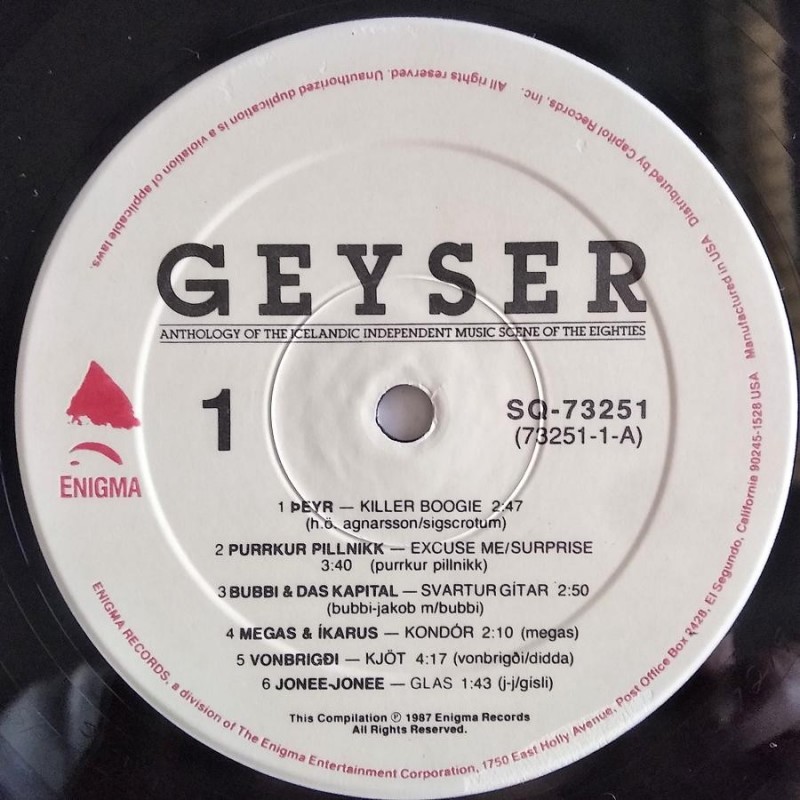 GEYSER
ANTHOLOGY OF THE ICELANDIC INDEPENDENT MUSIC SCENE OF THE EIGHTIES
1
SQ-73251
(73251-1-A)
ENIGMA
1 ÞEYR — KILLER BOOGIE 2:47
(h.ö. agnarsson/sigscrotum)
2 PURRKUR PILLNIKK — EXCUSE ME/SURPRISE
3:40 (purrkur pillnikk)
3 BUBBI & DAS KAPITAL — SVARTUR GÍTAR 2:50
(bubbi-jakob m/bubbi)
4 MEGAS & ÍKARUS — KONDÓR 2:10 (megas)
5 VONBRIGÐI — KJÖT 4:17 (vonbrigði/didda)
6 JONEE-JONEE — GLAS 1:43 (j-j/gisli)
This Compilation ℗ 1987 Enigma Records
All Rights Reserved.
ENIGMA RECORDS, a division of The Enigma Entertainment Corporation, 1750 East Holly Avenue, Post Office Box 2428, El Segundo, California 90245-1528 USA Manufactured in USA Distributed by Capitol Records, Inc. All rights reserved. Unauthorized duplication is a violation of applicable laws.